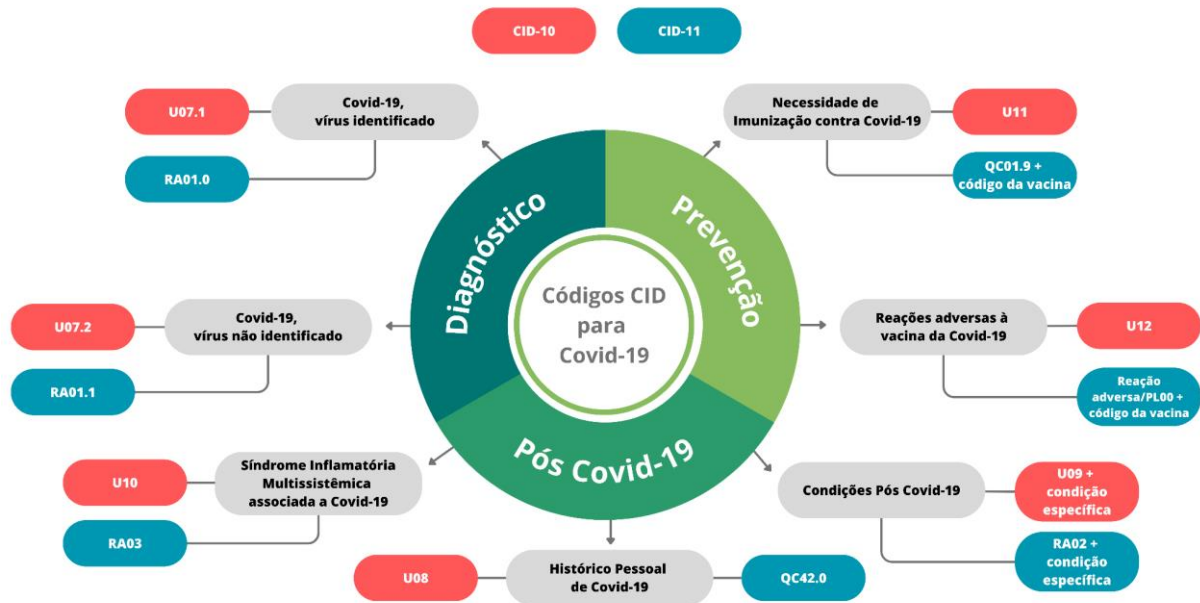 CID-10
CID-11
U07.1
Covid-19,
vírus identificado
RA01.0
Necessidade de
Imunização contra Covid-19
U11
QC01.9 +
código da vacina
Diagnóstico
Prevenção
Pós Covid-19
Códigos CID
para
Covid-19
U07.2
Covid-19,
vírus não identificado
RA01.1
Reações adversas à
vacina da Covid-19
U12
Reação
adversa/PL00 +
código da vacina
U10
Síndrome Inflamatória
Multissistêmica
associada a Covid-19
RA03
Condições Pós Covid-19
U09 +
condição
específica
RA02 +
condição
específica
U08
Histórico Pessoal
de Covid-19
QC42.0